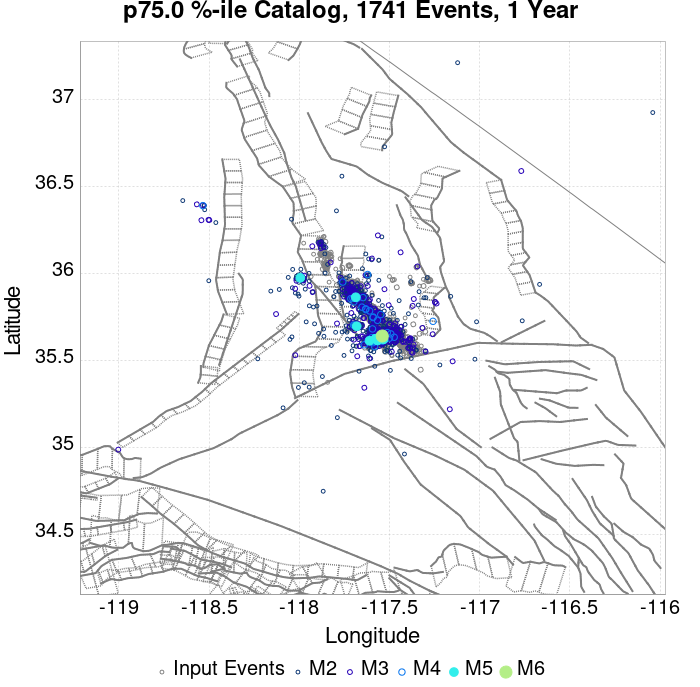 p75.0 %-ile Catalog, 1741 Events, 1 Year
37
36.5
36
35.5
35
34.5
Latitude
-119
-118.5
-118
-117.5
-117
-116.5
-116
Longitude
Input Events
M2
M3
M4
M5
M6